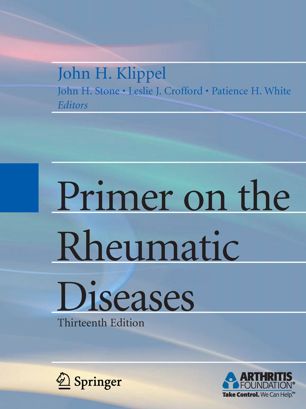 John H. Klippel
John H. Stone • Leslie J. Crofford • Patience H. White
Editors
Primer on the
Rheumatic
Diseases
Thirteenth Edition
Springer
ARTHRITIS
FOUNDATION®
Take Control. We Can Help.™